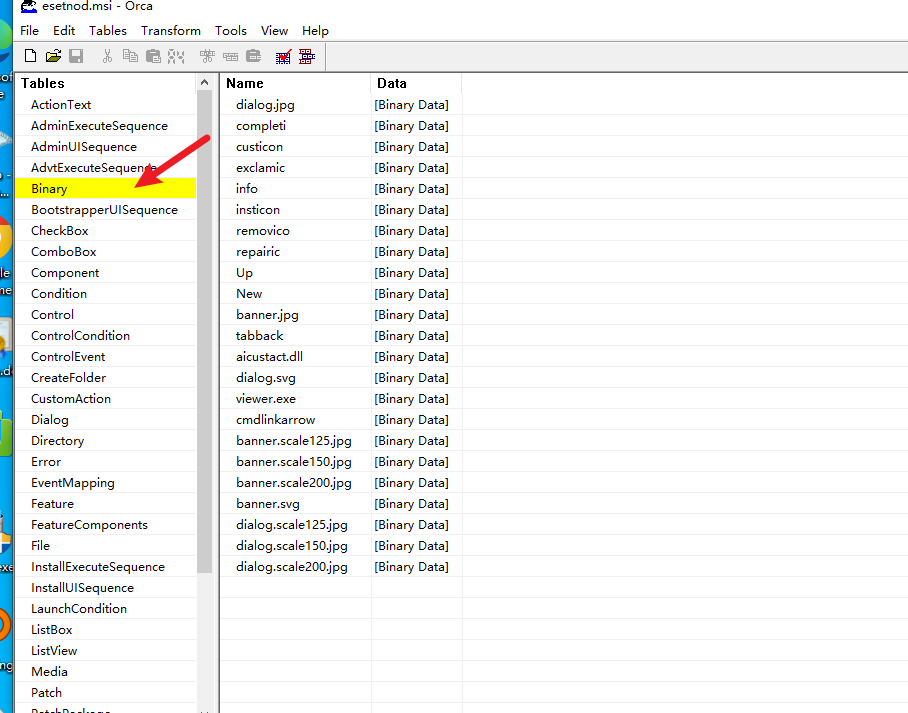 esetnod.msi - Orca
File Edit Tables Transform Tools View Help
Tables Name Data
ActionText dialog.jpg [Binary Data]
AdminExecuteSequence completi [Binary Data]
AdminUISequence custicon [Binary Data]
AdvtExecuteSequence exclamic [Binary Data]
Binary info [Binary Data]
BootstrapperUISequence insticon [Binary Data]
CheckBox removico [Binary Data]
ComboBox repairic [Binary Data]
Component Up [Binary Data]
Condition New [Binary Data]
Control banner.jpg [Binary Data]
ControlCondition tabback [Binary Data]
ControlEvent aicustact.dll [Binary Data]
CreateFolder dialog.svg [Binary Data]
CustomAction viewer.exe [Binary Data]
Dialog cmdlinkarrow [Binary Data]
Directory banner.scale125.jpg [Binary Data]
Error banner.scale150.jpg [Binary Data]
EventMapping banner.scale200.jpg [Binary Data]
Feature banner.svg [Binary Data]
FeatureComponents dialog.scale125.jpg [Binary Data]
File dialog.scale150.jpg [Binary Data]
InstallExecuteSequence dialog.scale200.jpg [Binary Data]
InstallUISequence
LaunchCondition
ListBox
ListView
Media
Patch